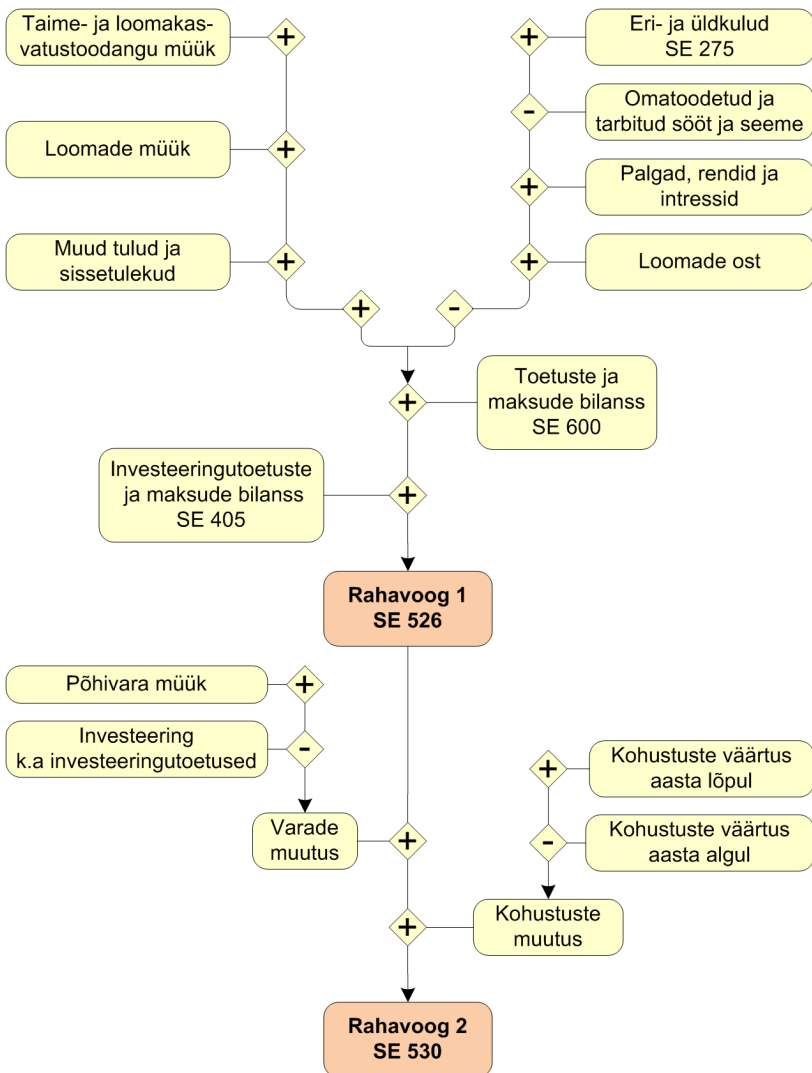 Taime- ja loomakas-
vatustoodangu müük
+
Loomade müük
+
Muud tulud ja
sissetulekud
+
+
+
Eri- ja üldkulud
SE 275
-
Omatoodetud ja
tarbitud sööt ja seeme
+
Palgad, rendid ja
intressid
+
Loomade ost
-
+
Toetuste ja
maksude bilanss
SE 600
Investeeringutoetuste
ja maksude bilanss
SE 405
+
Rahavoog 1
SE 526
Põhivara müük
+
Investeering
k.a investeeringutoetused
-
Varade
muutus
+
+
Kohustuste väärtus
aasta lõpul
-
Kohustuste väärtus
aasta algul
Kohustuste
muutus
+
Rahavoog 2
SE 530